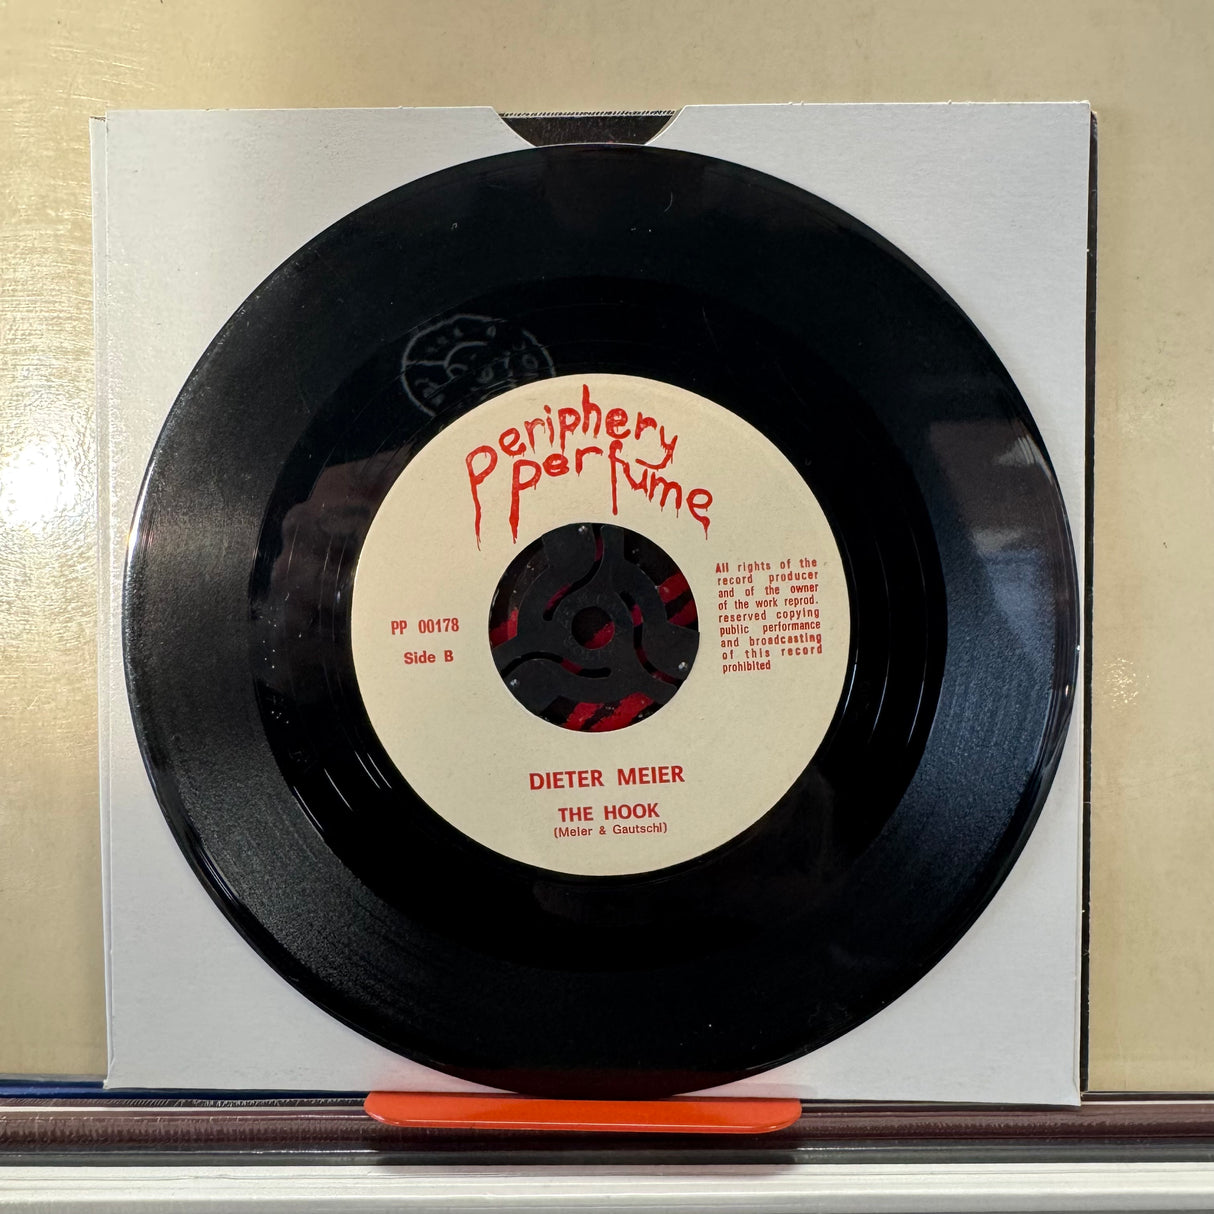 Periphery
Perfume
PP 00178
Side B
All rights of the
record producer
and of the owner
of the work reprod.
reserved copying
public performance
and broadcasting
of this record
prohibited
DIETER MEIER
THE HOOK
(Meier & Gautschi)